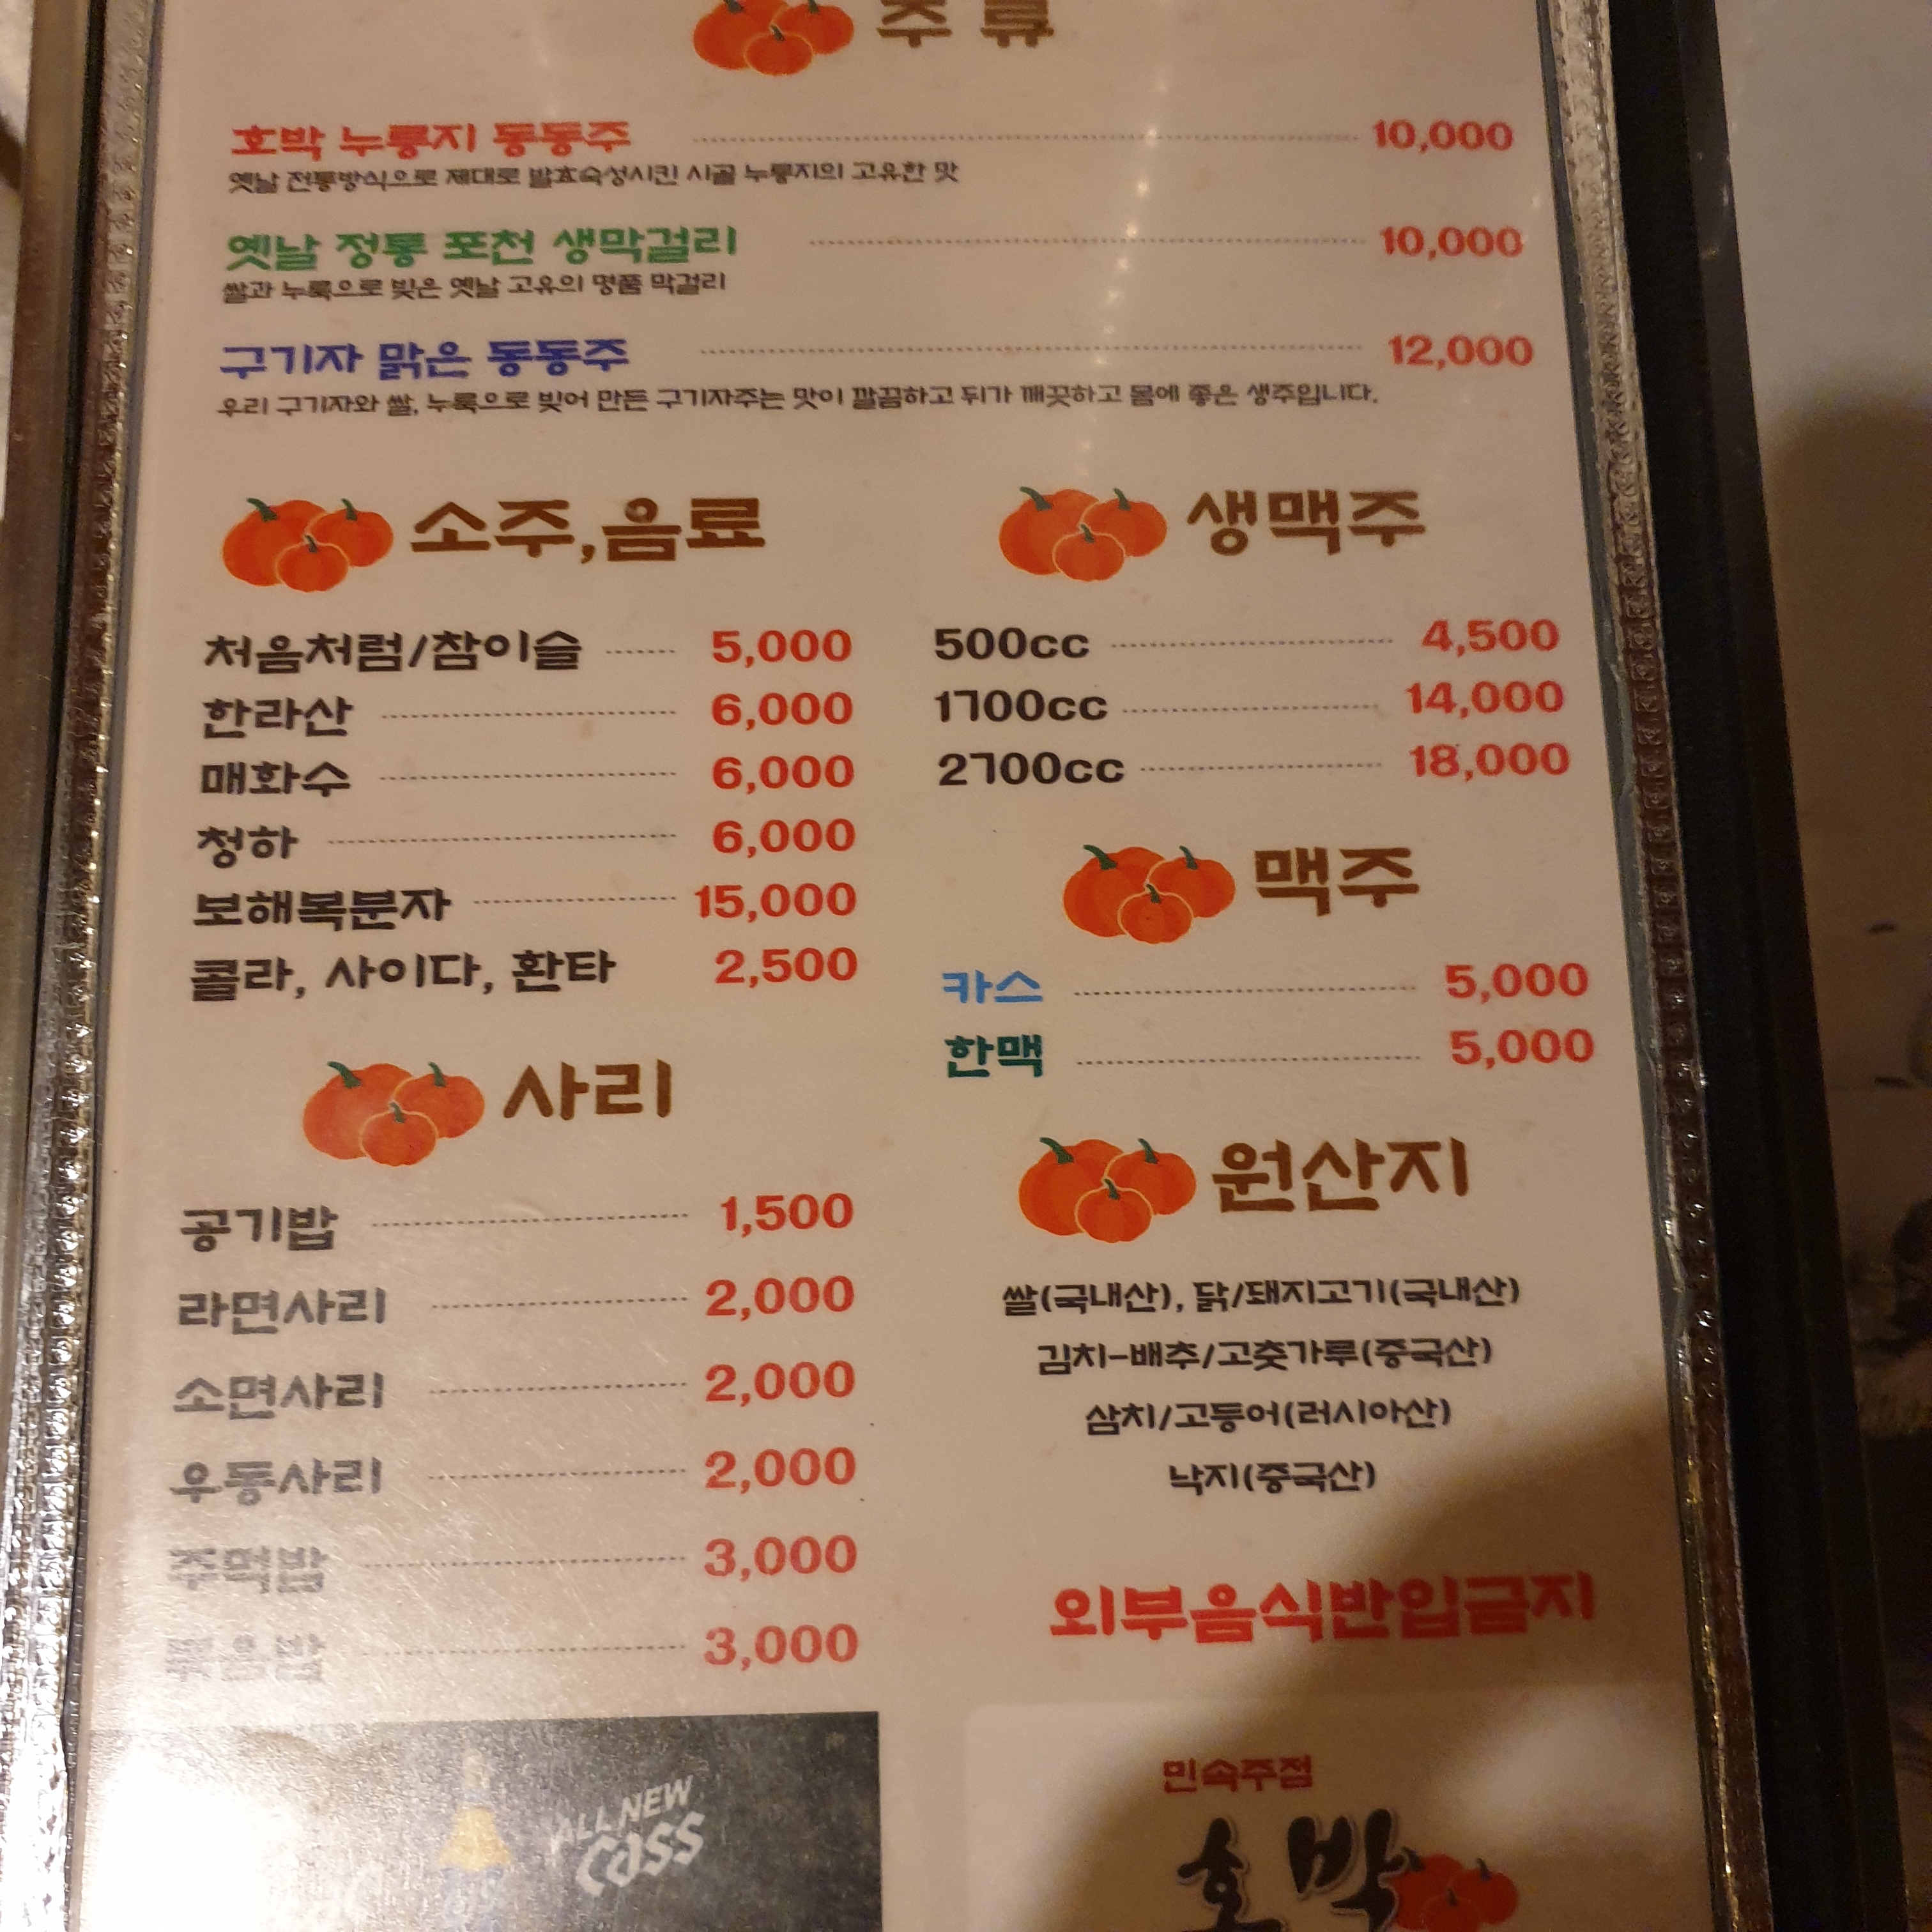 주류
호박 누룽지 동동주 10,000
옛날 전통방식으로 제대로 발효숙성시킨 시골 누룽지의 고유한 맛
옛날 정통 포천 생막걸리 10,000
쌀과 누룩으로 빚은 옛날 고유의 명품 막걸리
구기자 맑은 동동주 12,000
우리 구기자와 쌀, 누룩으로 빚어 만든 구기자주는 맛이 깔끔하고 뒤가 깨끗하고 몸에 좋은 생주입니다.
소주,음료
처음처럼/참이슬 5,000
한라산 6,000
매화수 6,000
청하 6,000
보해복분자 15,000
콜라, 사이다, 환타 2,500
사리
공기밥 1,500
라면사리 2,000
소면사리 2,000
우동사리 2,000
주먹밥 3,000
볶음밥 3,000
생맥주
500cc 4,500
1700cc 14,000
2700cc 18,000
맥주
카스 5,000
한맥 5,000
원산지
쌀(국내산), 닭/돼지고기(국내산)
김치-배추/고춧가루(중국산)
삼치/고등어(러시아산)
낙지(중국산)
외부음식반입금지
ALL NEW
Cass
민속주점
호박